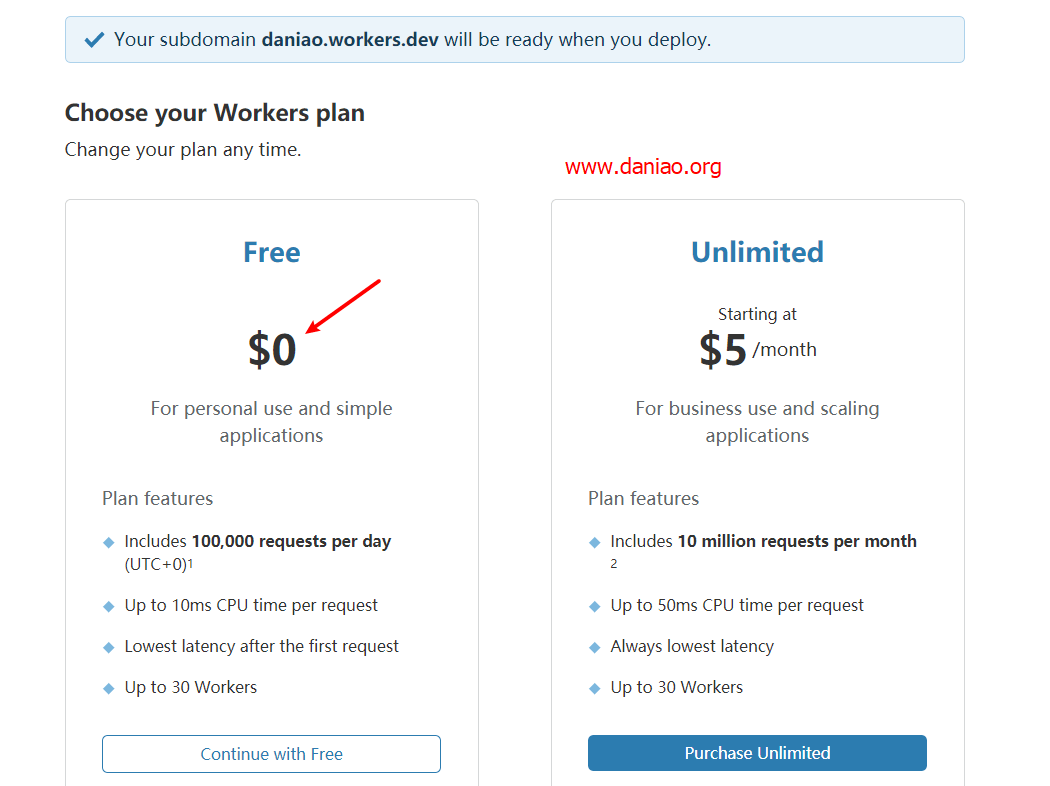 Your subdomain daniao.workers.dev will be ready when you deploy.
Choose your Workers plan
Change your plan any time.
www.daniao.org
Free
$0
For personal use and simple
applications
Plan features
Includes 100,000 requests per day
(UTC+0)1
Up to 10ms CPU time per request
Lowest latency after the first request
Up to 30 Workers
Continue with Free
Unlimited
Starting at
$5 /month
For business use and scaling
applications
Plan features
Includes 10 million requests per month
2
Up to 50ms CPU time per request
Always lowest latency
Up to 30 Workers
Purchase Unlimited